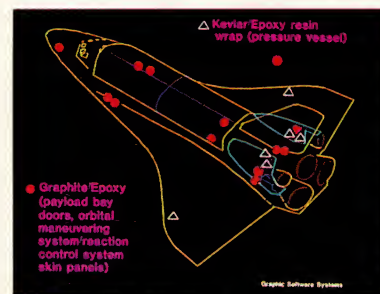 Kevlar/Epoxy resin
wrap (pressure vessel)
Graphite/Epoxy
(payload bay
doors, orbital
maneuvering
system/reaction
control system
skin panels)
Graphic Software Systems